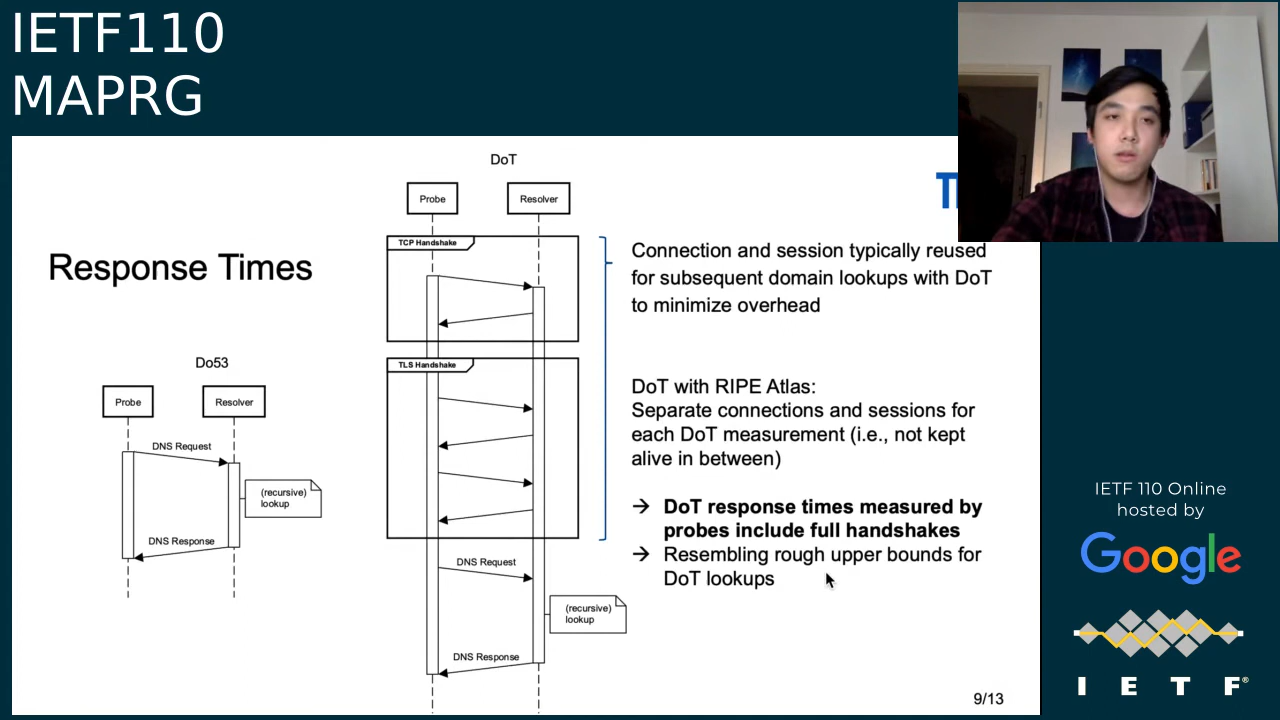 IETF110
MAPRG
DoT
Probe
Resolver
TCP Handshake
TLS Handshake
DNS Request
(recursive)
lookup
DNS Response
Response Times
Do53
Probe
Resolver
DNS Request
(recursive)
lookup
DNS Response
Connection and session typically reused
for subsequent domain lookups with DoT
to minimize overhead
DoT with RIPE Atlas:
Separate connections and sessions for
each DoT measurement (i.e., not kept
alive in between)
→ DoT response times measured by
probes include full handshakes
→ Resembling rough upper bounds for
DoT lookups
9/13
IETF 110 Online
hosted by
Google
I E T F®